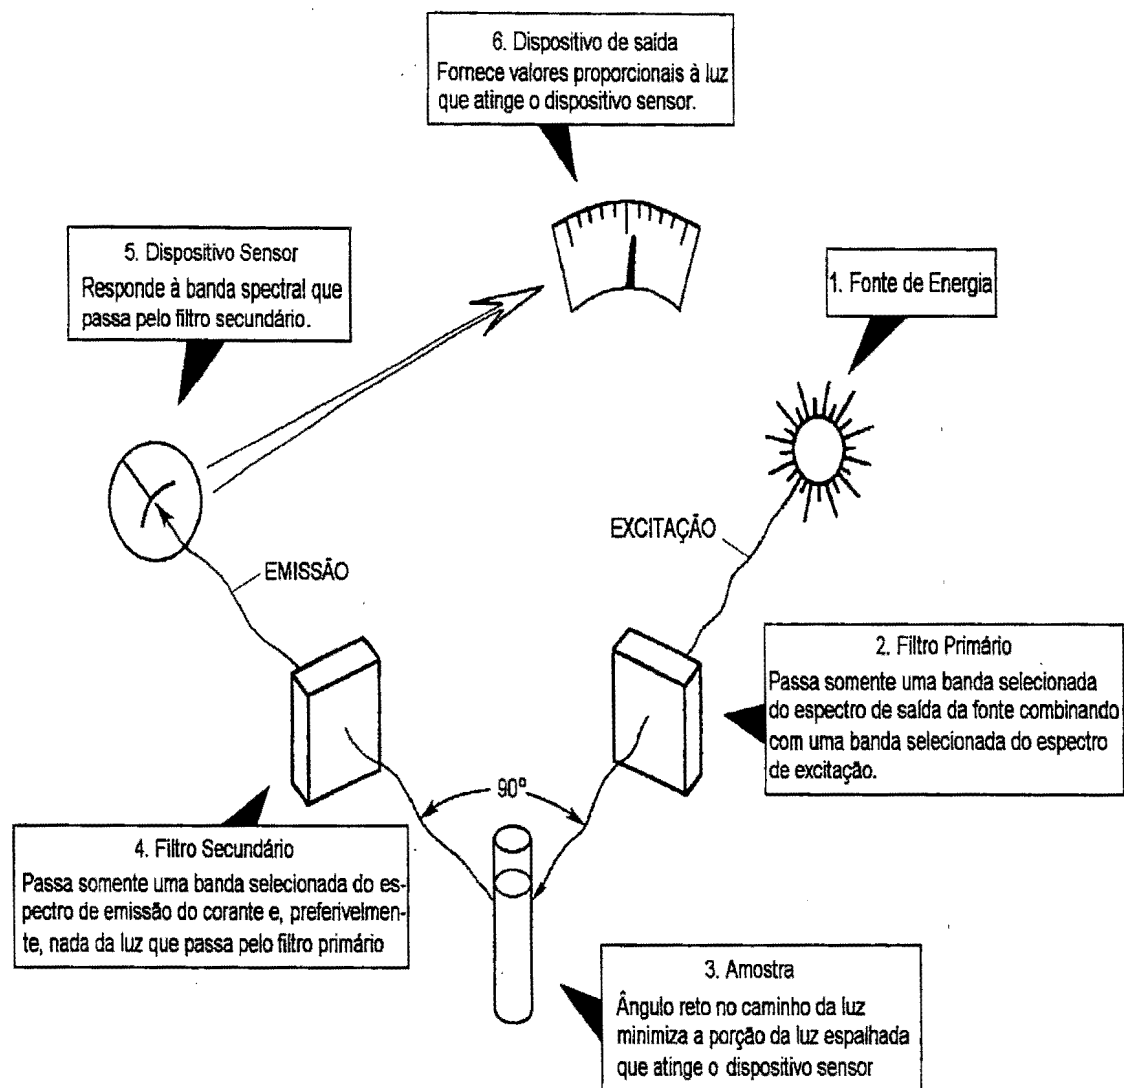 6. Dispositivo de saída
Fornece valores proporcionais à luz
que atinge o dispositivo sensor.
5. Dispositivo Sensor
Responde à banda spectral que
passa pelo filtro secundário.
1. Fonte de Energia
EXCITAÇÃO
EMISSÃO
2. Filtro Primário
Passa somente uma banda selecionada
do espectro de saída da fonte combinando
com uma banda selecionada do espectro
de excitação.
90º
4. Filtro Secundário
Passa somente uma banda selecionada do es-
pectro de emissão do corante e, preferivelmen-
te, nada da luz que passa pelo filtro primário
3. Amostra
Ângulo reto no caminho da luz
minimiza a porção da luz espalhada
que atinge o dispositivo sensor